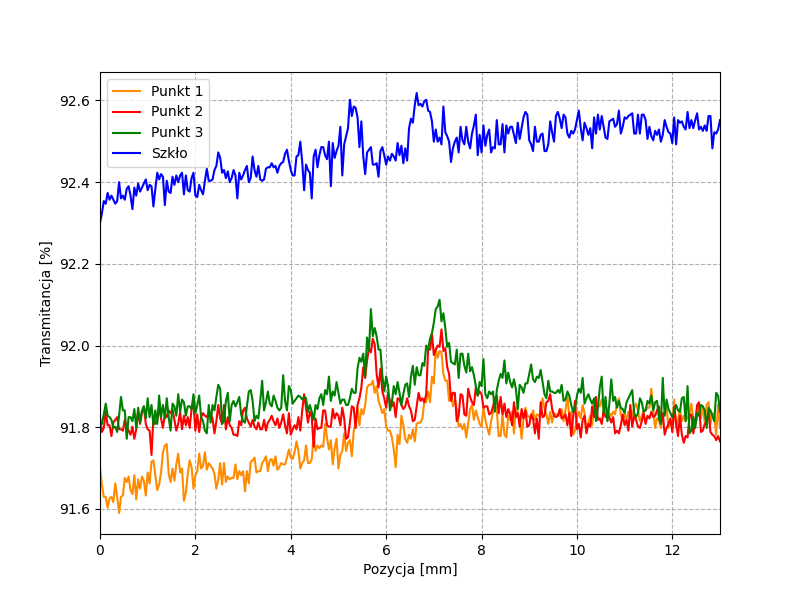 Punkt 1
Punkt 2
Punkt 3
Szkło
Transmitancja [%]
92.6
92.4
92.2
92.0
91.8
91.6
0 2 4 6 8 10 12
Pozycja [mm]